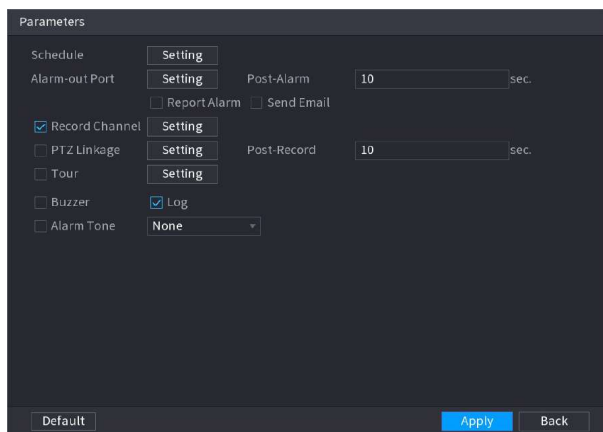 Parameters
Schedule Setting
Alarm-out Port Setting Post-Alarm 10 sec.
Report Alarm Send Email
Record Channel Setting
PTZ Linkage Setting Post-Record 10 sec.
Tour Setting
Buzzer Log
Alarm Tone None
Default Apply Back